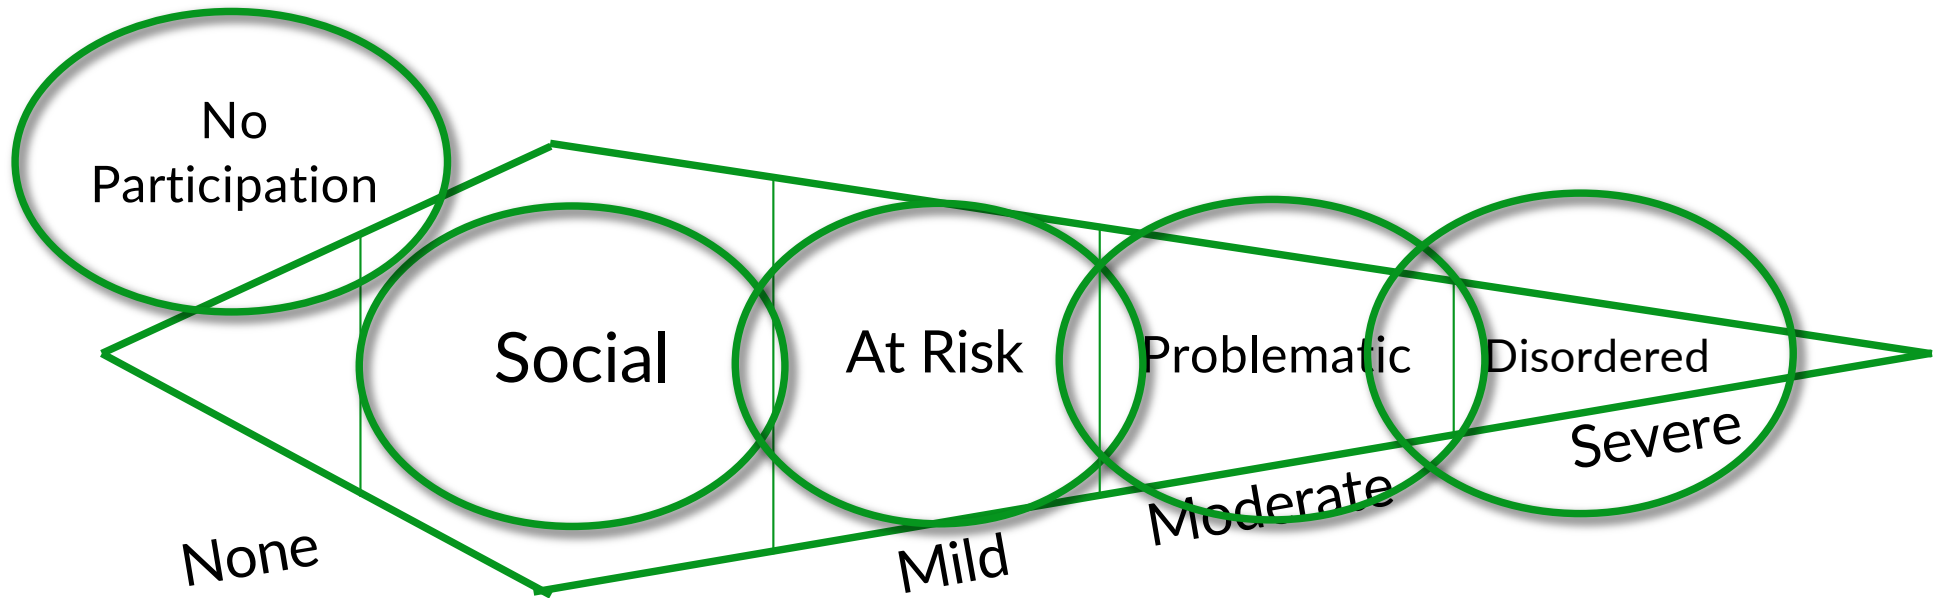 No
Participation
Social
At Risk
Problematic
Disordered
None
Mild
Moderate
Severe